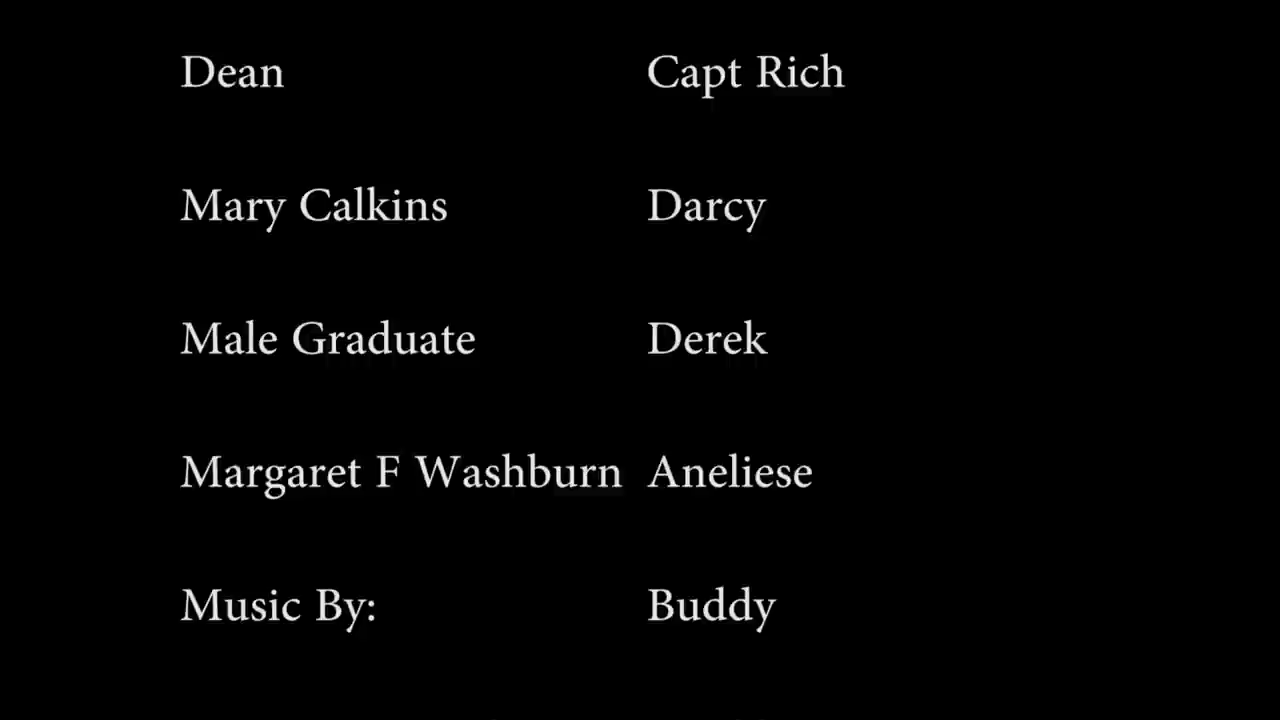 Dean Capt Rich
Mary Calkins Darcy
Male Graduate Derek
Margaret F Washburn Aneliese
Music By: Buddy